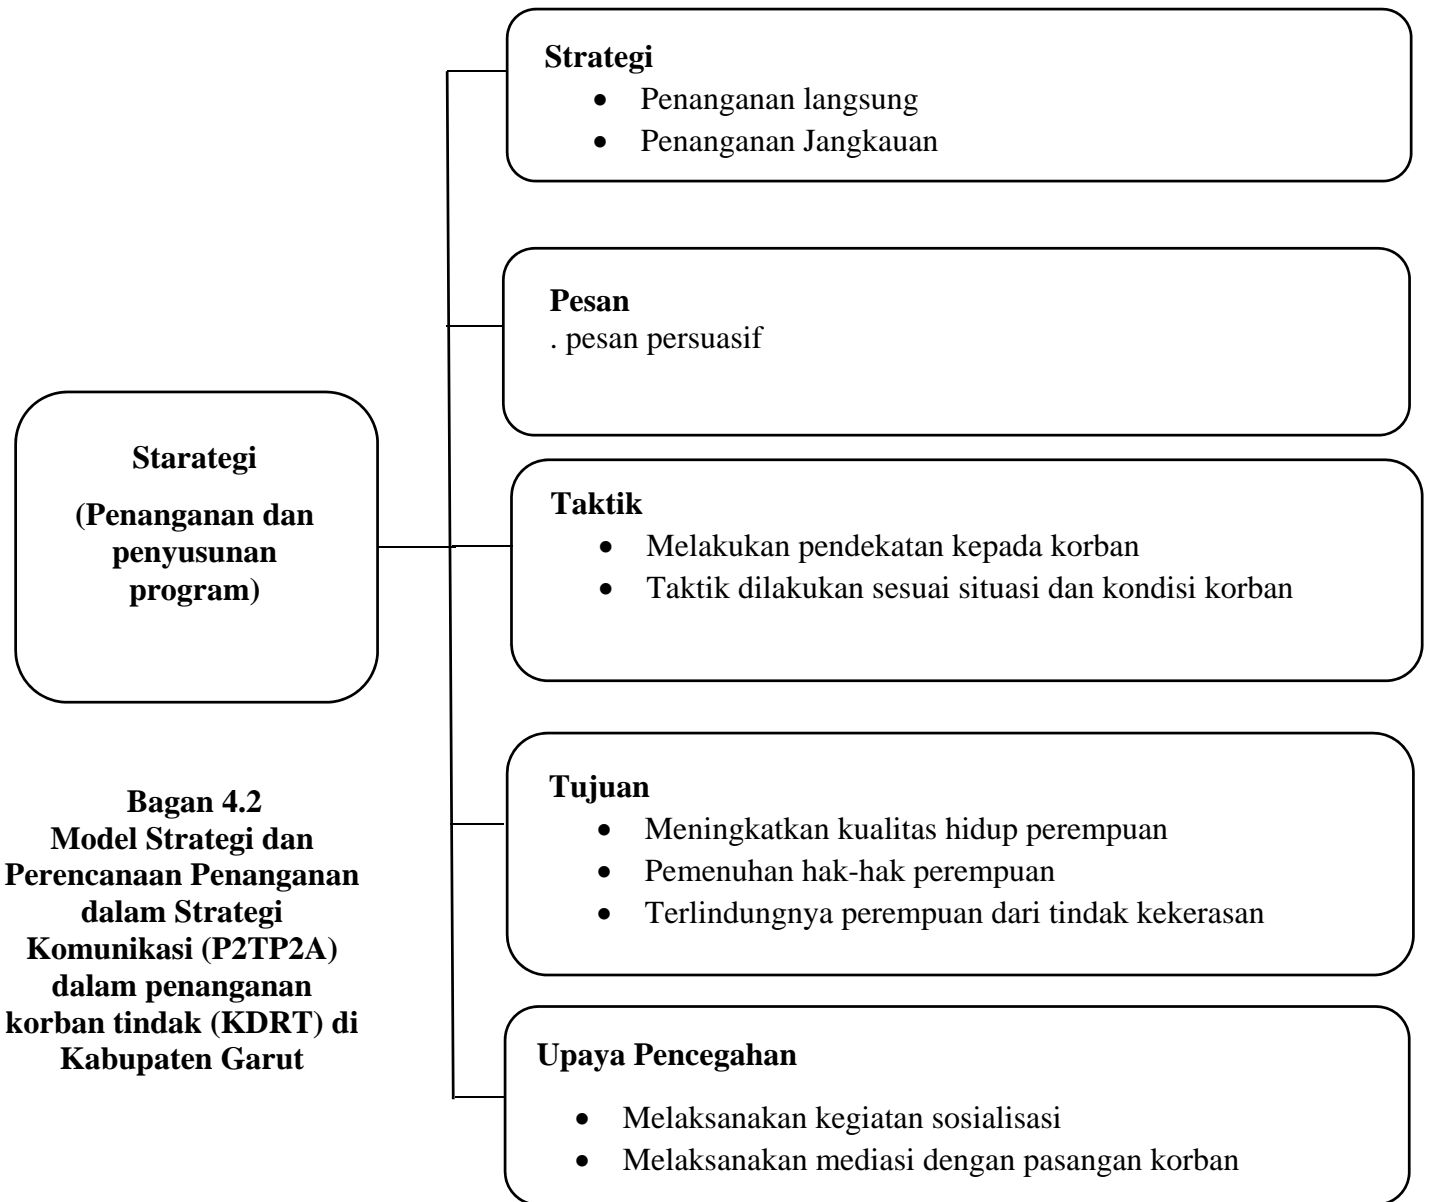 Strategi
• Penanganan langsung
• Penanganan Jangkauan
Pesan
. pesan persuasif
Starategi
(Penanganan dan
penyusunan
program)
Taktik
• Melakukan pendekatan kepada korban
• Taktik dilakukan sesuai situasi dan kondisi korban
Tujuan
• Meningkatkan kualitas hidup perempuan
• Pemenuhan hak-hak perempuan
• Terlindungnya perempuan dari tindak kekerasan
Bagan 4.2
Model Strategi dan
Perencanaan Penanganan
dalam Strategi
Komunikasi (P2TP2A)
dalam penanganan
korban tindak (KDRT) di
Kabupaten Garut
Upaya Pencegahan
• Melaksanakan kegiatan sosialisasi
• Melaksanakan mediasi dengan pasangan korban